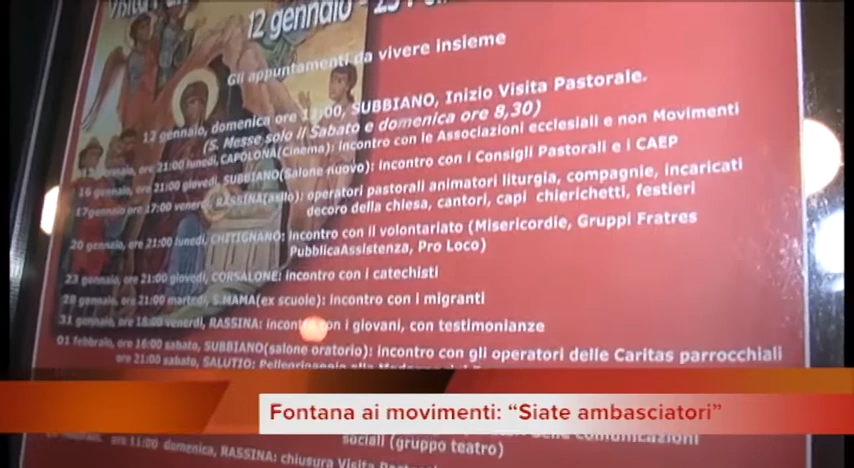 Visita
12 gennaio -
Gli appuntamenti da vivere insieme
12 gennaio, domenica ore 11:00, SUBBIANO, Inizio Visita Pastorale.
(S. Messe solo il Sabato e domenica ore 8,30)
gennaio, ore 21:00 lunedì, CAPOLONA(Cinema): incontro con le Associazioni ecclesiali e non Movimenti
16 gennaio, ore 21:00 giovedì, SUBBIANO(Salone nuovo): incontro con i Consigli Pastorali e i CAEP
17gennaio ore 17:00 venerdì, RASSINA(asilo): operatori pastorali animatori liturgia, compagnie, incaricati
decoro della chiesa, cantori, capi chierichetti, festieri
20 gennaio, ore 21:00 lunedì, CHITIGNANO: incontro con il volontariato (Misericordie, Gruppi Fratres
PubblicaAssistenza, Pro Loco)
23 gennaio, ore 21:00 giovedì, CORSALONE: incontro con i catechisti
28 gennaio, ore 21:00 martedì, S.MAMA(ex scuole): incontro con i migranti
31 gennaio, ore 18:00 venerdì, RASSINA: incontro con i giovani, con testimonianze
01 febbraio, ore 16:00 sabato, SUBBIANO(salone oratorio): incontro con gli operatori delle Caritas parrocchiali
ore 21:00 sabato, SALUTIO: Pellegrinaggio alla
Fontana ai movimenti: “Siate ambasciatori”
sociali (gruppo teatro) delle comunicazioni
ore 11:00 domenica, RASSINA: chiusura Visita